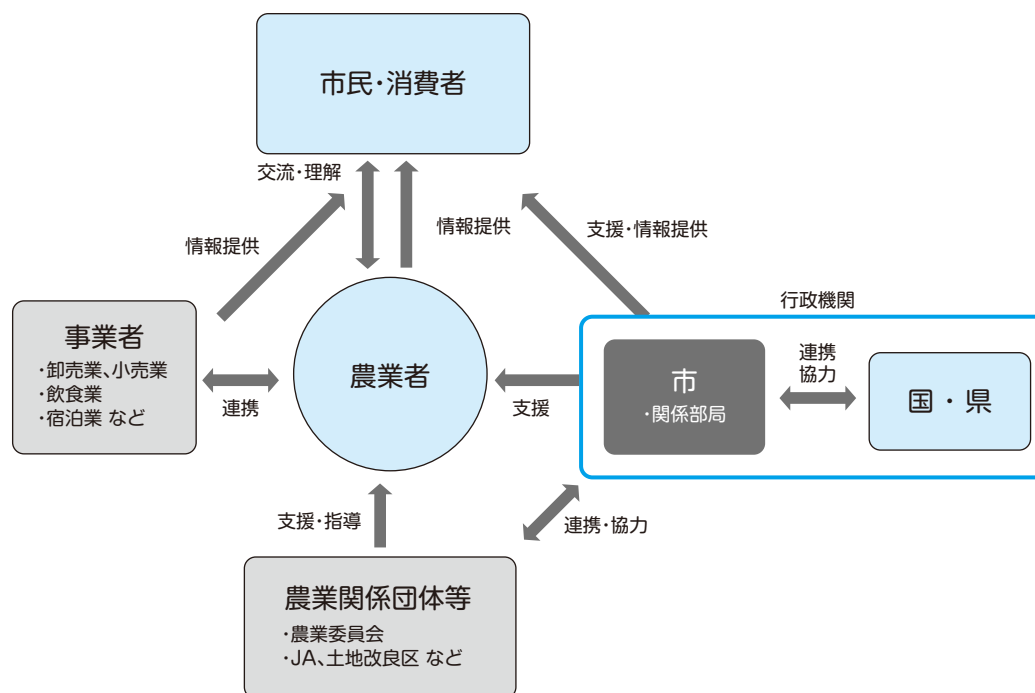 市民・消費者
交流・理解
情報提供
情報提供
支援・情報提供
行政機関
事業者
・卸売業、小売業
・飲食業
・宿泊業 など
連携
農業者
支援
市
・関係部局
連携
協力
国・県
支援・指導
連携・協力
農業関係団体等
・農業委員会
・JA、土地改良区 など